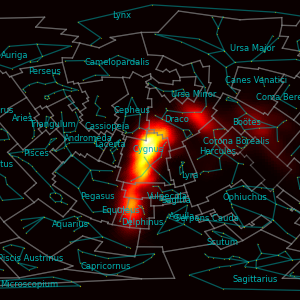 Lynx
Auriga
Ursa Major
Camelopardalis
Perseus
Canes Venatici
Ursa Minor
Coma Bere
Cepheus
Aries
Triangulum
Cassiopeia
Draco
Bootes
Andromeda
Lacerta
Corona Borealis
Cygnus
Hercules
Pisces
Lyra
Pegasus
Vulpecula
Ophiuchus
Sagitta
Equuleus
Delphinus
Aquila
Serpens Cauda
Aquarius
Scutum
Piscis Austrinus
Capricornus
Sagittarius
Microscopium